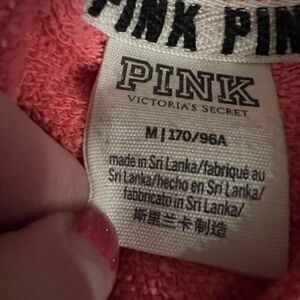 PINK PIN
PINK
VICTORIA'S SECRET
M | 170/96A
made in Sri Lanka/fabriqué au
Sri Lanka/hecho en Sri Lanka/
fabbricato in Sri Lanka/
斯里兰卡制造